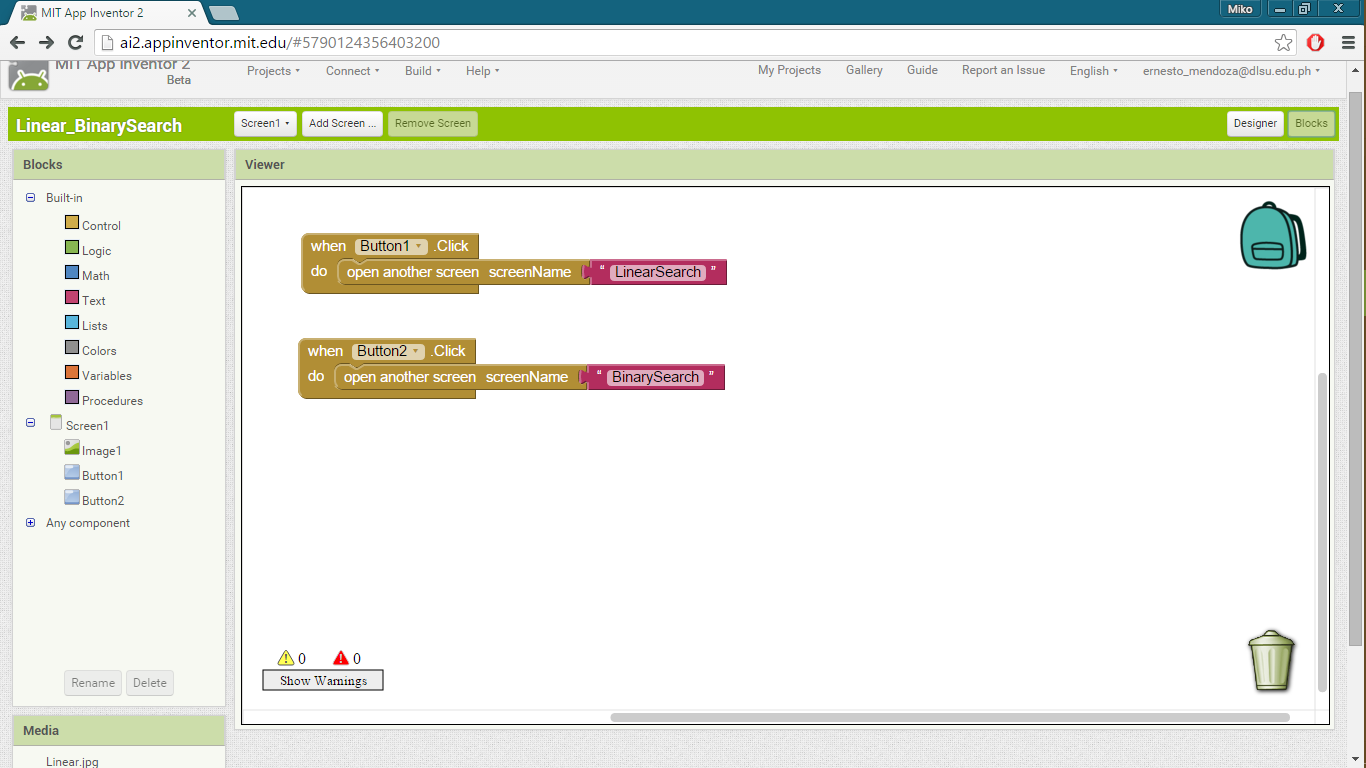 MIT App Inventor 2
Miko
ai2.appinventor.mit.edu/#5790124356403200
MIT App Inventor 2
Beta
Projects Connect Build Help
My Projects Gallery Guide Report an Issue English ernesto_mendoza@dlsu.edu.ph
Linear_BinarySearch
Screen1 Add Screen ... Remove Screen
Designer Blocks
Blocks
Built-in
Control
Logic
Math
Text
Lists
Colors
Variables
Procedures
Screen1
Image1
Button1
Button2
Any component
Rename Delete
Media
Linear.jpg
Viewer
when Button1 .Click
do open another screen screenName “ LinearSearch ”
when Button2 .Click
do open another screen screenName “ BinarySearch ”
0 0
Show Warnings